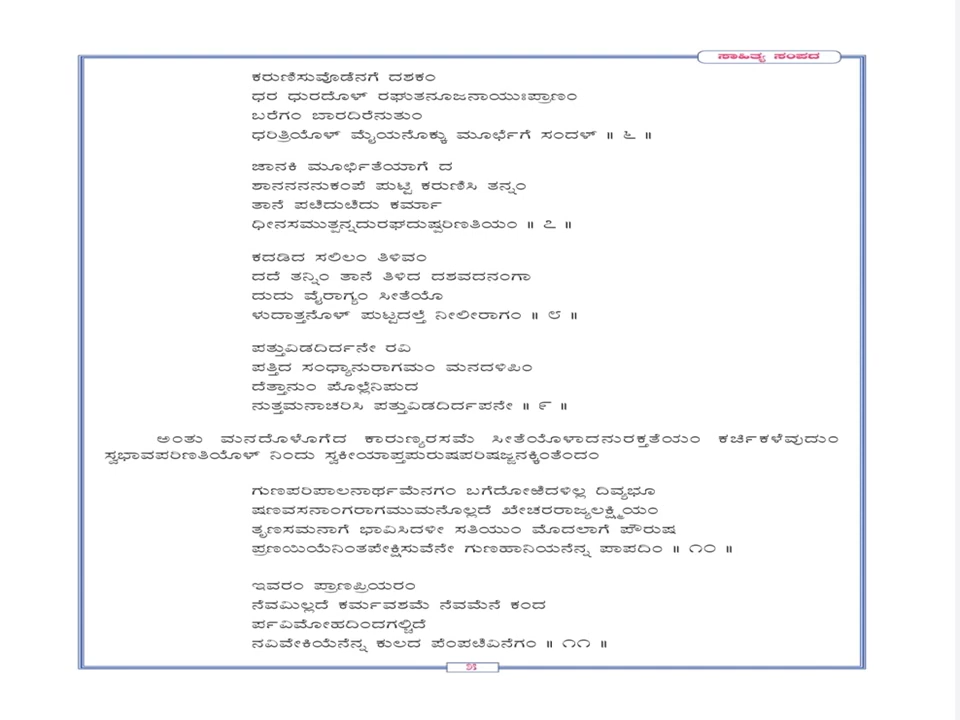 ಸಾಹಿತ್ಯ ಸಂಪದ
ಕರುಣಿಸುವೊಡೆನಗೆ ದಶಕಂ
ಧರ ಧುರದೊಳ್ ರಘುತನೂಜನಾಯುಃಪ್ರಾಣಂ
ಬರೆಗಂ ಬಾರದಿರೆನುತುಂ
ಧರಿತ್ರಿಯೊಳ್ ಮೈಯನೊಕ್ಕು ಮೂರ್ಛೆಗೆ ಸಂದಳ್ ॥ ೬ ॥
ಜಾನಕಿ ಮೂರ್ಛಿತೆಯಾಗೆ ದ
ಶಾನನನನುಕಂಪೆ ಪುಟ್ಟಿ ಕರುಣಿಸಿ ತನ್ನಂ
ತಾನೆ ಪೞಿದುೞಿದು ಕರ್ಮಾ
ಧೀನಸಮುತ್ಪನ್ನದುರಘದುಷ್ಪರಿಣತಿಯಂ ॥ ೭ ॥
ಕದಡಿದ ಸಲಿಲಂ ತಿಳಿವಂ
ದದೆ ತನ್ನಿಂ ತಾನೆ ತಿಳಿದ ದಶವದನಂಗಾ
ದುದು ವೈರಾಗ್ಯಂ ಸೀತೆಯೊ
ಳುದಾತ್ತನೊಳ್ ಪುಟ್ಟದಲ್ತೆ ನೀಲೀರಾಗಂ ॥ ೮ ॥
ಪತ್ತುವಿಡದಿರ್ದನೇ ರವಿ
ಪತ್ತಿದ ಸಂಧ್ಯಾನುರಾಗಮಂ ಮನದಳಿಪಿಂ
ದೆತ್ತಾನುಂ ಪೊಲ್ಲೆನಿಪುದ
ನುತ್ತಮನಾಚರಿಸಿ ಪತ್ತುವಿಡದಿರ್ದಪನೇ ॥ ೯ ॥
ಅಂತು ಮನದೊಳೊಗೆದ ಕಾರುಣ್ಯರಸಮೆ ಸೀತೆಯೊಳಾದನುರಕ್ತತೆಯಂ ಕರ್ಚಿಕಳೆವುದುಂ
ಸ್ವಭಾವಪರಿಣತಿಯೊಳ್ ನಿಂದು ಸ್ವಕೀಯಾಪ್ತಪುರುಷಪರಿಷಜ್ಜನಕ್ಕಿಂತೆಂದಂ
ಗುಣಪರಿಪಾಲನಾರ್ಥಮೆನಗಂ ಬಗೆದೋಱಿದಳಿಲ್ಲ ದಿವ್ಯಭೂ
ಷಣವಸನಾಂಗರಾಗಮುಮನೊಲ್ಲದೆ ಖೇಚರರಾಜ್ಯಲಕ್ಷ್ಮಿಯಂ
ತೃಣಸಮನಾಗೆ ಭಾವಿಸಿದಳೀ ಸತಿಯುಂ ಮೊದಲಾಗೆ ಪೌರುಷ
ಪ್ರಣಯಿಯೆನಿಂತಪೇಕ್ಷಿಸುವೆನೇ ಗುಣಹಾನಿಯನೆನ್ನ ಪಾಪದಿಂ ॥ ೧೦ ॥
ಇವರಂ ಪ್ರಾಣಪ್ರಿಯರಂ
ನೆವಮಿಲ್ಲದೆ ಕರ್ಮವಶಮೆ ನೆವಮೆನೆ ಕಂದ
ರ್ಪವಿಮೋಹದಿಂದಗಲ್ಚಿದೆ
ನವಿವೇಕಿಯೆನೆನ್ನ ಕುಲದ ಪೆಂಪೞಿವಿನೆಗಂ ॥ ೧೧ ॥